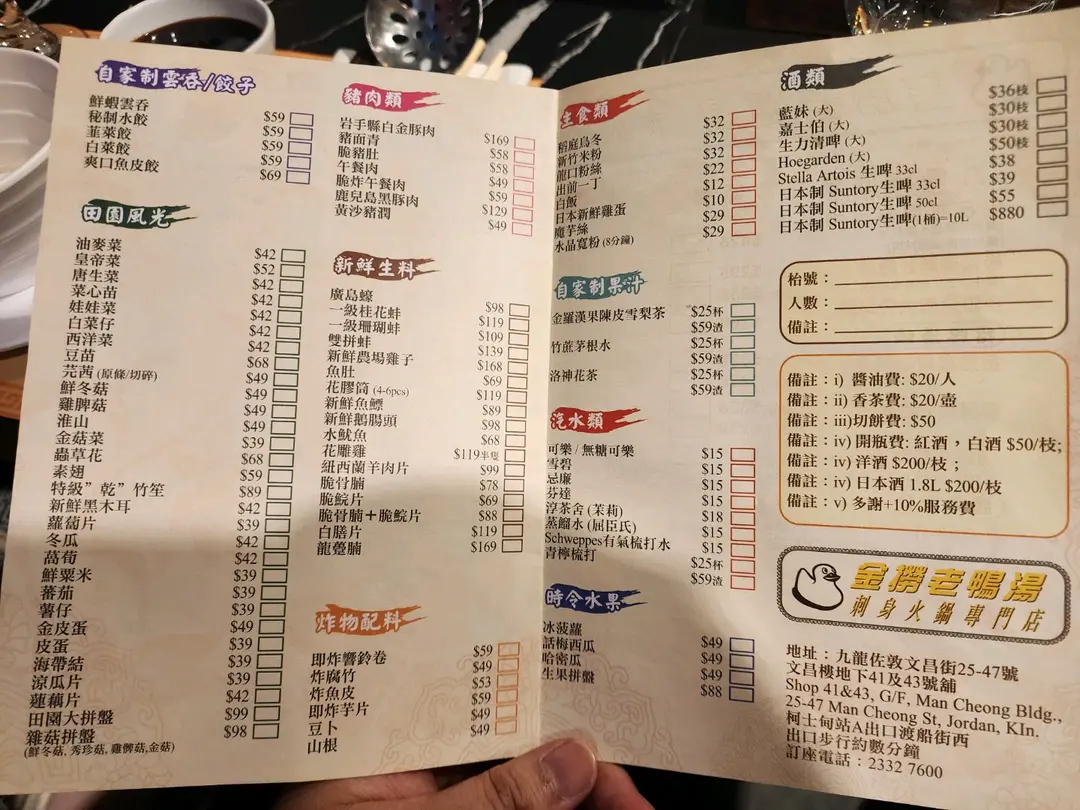 自家制雲吞/餃子
鮮蝦雲吞 $59
秘制水餃 $59
韮菜餃 $59
白菜餃 $59
爽口魚皮餃 $69
田園風光
油麥菜 $42
皇帝菜 $52
唐生菜 $42
菜心苗 $42
娃娃菜 $42
白菜仔 $42
西洋菜 $42
豆苗 $68
芫茜 (原條/切碎) $49
鮮冬菇 $49
雞脾菇 $49
淮山 $49
金菇菜 $39
蟲草花 $68
素翅 $59
特級”乾”竹笙 $89
新鮮黑木耳 $42
蘿蔔片 $39
冬瓜 $39
萵荀 $42
鮮粟米 $39
蕃茄 $39
薯仔 $39
金皮蛋 $49
皮蛋 $39
海帶結 $39
涼瓜片 $39
蓮藕片 $42
田園大拼盤 $99
雜菇拼盤 $98
(鮮冬菇, 秀珍菇, 雞髀菇,金菇)
豬肉類
岩手縣白金豚肉 $169
豬面青 $58
脆豬肚 $58
午餐肉 $49
脆炸午餐肉 $59
鹿兒島黑豚肉 $129
黃沙豬潤 $49
新鮮生料
廣島蠔 $98
一級桂花蚌 $119
一級珊瑚蚌 $109
雙拼蚌 $139
新鮮農場雞子 $168
魚肚 $69
花膠筒 (4-6pcs) $119
新鮮魚鰾 $89
新鮮鵝腸頭 $98
水魷魚 $68
花雕雞 $119半隻
紐西蘭羊肉片 $99
脆骨腩 $78
脆皖片 $69
脆骨腩＋脆皖片 $88
白膳片 $119
龍躉腩 $169
炸物配料
即炸響鈴卷 $59
炸腐竹 $49
炸魚皮 $53
即炸芋片 $59
豆卜 $49
山根 $49
主食類
稻庭烏冬 $32
新竹米粉 $32
龍口粉絲 $32
出前一丁 $22
白飯 $12
日本新鮮雞蛋 $10
魔芋絲 $29
水晶寬粉 (8分鐘) $29
自家制果汁
金羅漢果陳皮雪梨茶 $25杯
$59渣
竹蔗茅根水 $25杯
$59渣
洛神花茶 $25杯
$59渣
汽水類
可樂 / 無糖可樂 $15
雪碧 $15
忌廉 $15
芬達 $15
淳茶舍 (茉莉) $18
蒸餾水 (屈臣氏) $15
Schweppes有氣梳打水 $15
青檸梳打 $25杯
$59渣
時令水果
冰菠蘿 $49
話梅西瓜 $49
哈密瓜 $49
生果拼盤 $88
酒類
藍妹 (大) $36枝
嘉士伯 (大) $30枝
生力清啤 (大) $30枝
Hoegarden (大) $50枝
Stella Artois 生啤 33cl $38
日本制 Suntory生啤 33cl $39
日本制 Suntory生啤 50cl $55
日本制 Suntory生啤(1桶)=10L $880
枱號：
人數：
備註：
備註：i) 醬油費: $20/人
備註：ii) 香茶費: $20/壺
備註：iii)切餅費: $50
備註：iv) 開瓶費: 紅酒，白酒 $50/枝;
備註：iv) 洋酒 $200/枝；
備註：iv) 日本酒 1.8L $200/枝
備註：v) 多謝+10%服務費
金撈老鴨湯
刺身火鍋專門店
地址：九龍佐敦文昌街25-47號
文昌樓地下41及43號舖
Shop 41&43, G/F, Man Cheong Bldg.,
25-47 Man Cheong St, Jordan, Kln.
柯士甸站A出口渡船街西
出口步行約數分鐘
訂座電話：2332 7600